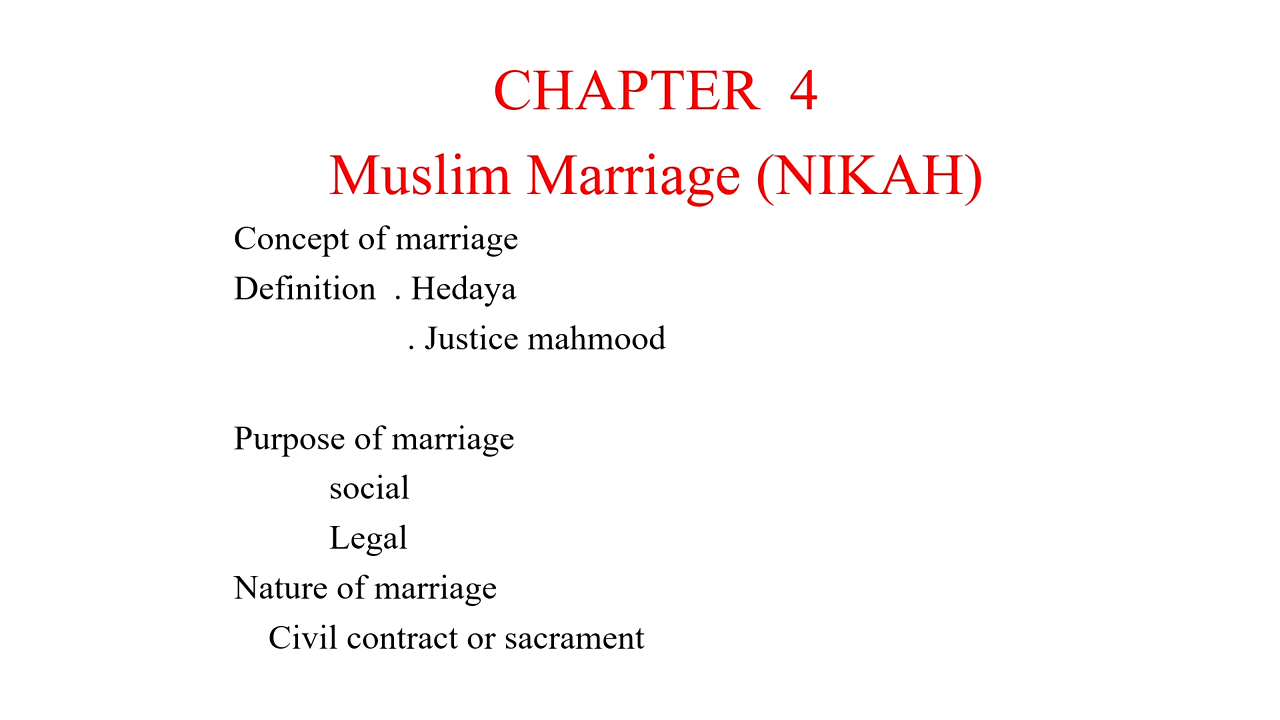 CHAPTER 4
Muslim Marriage (NIKAH)
Concept of marriage
Definition . Hedaya
. Justice mahmood
Purpose of marriage
social
Legal
Nature of marriage
Civil contract or sacrament